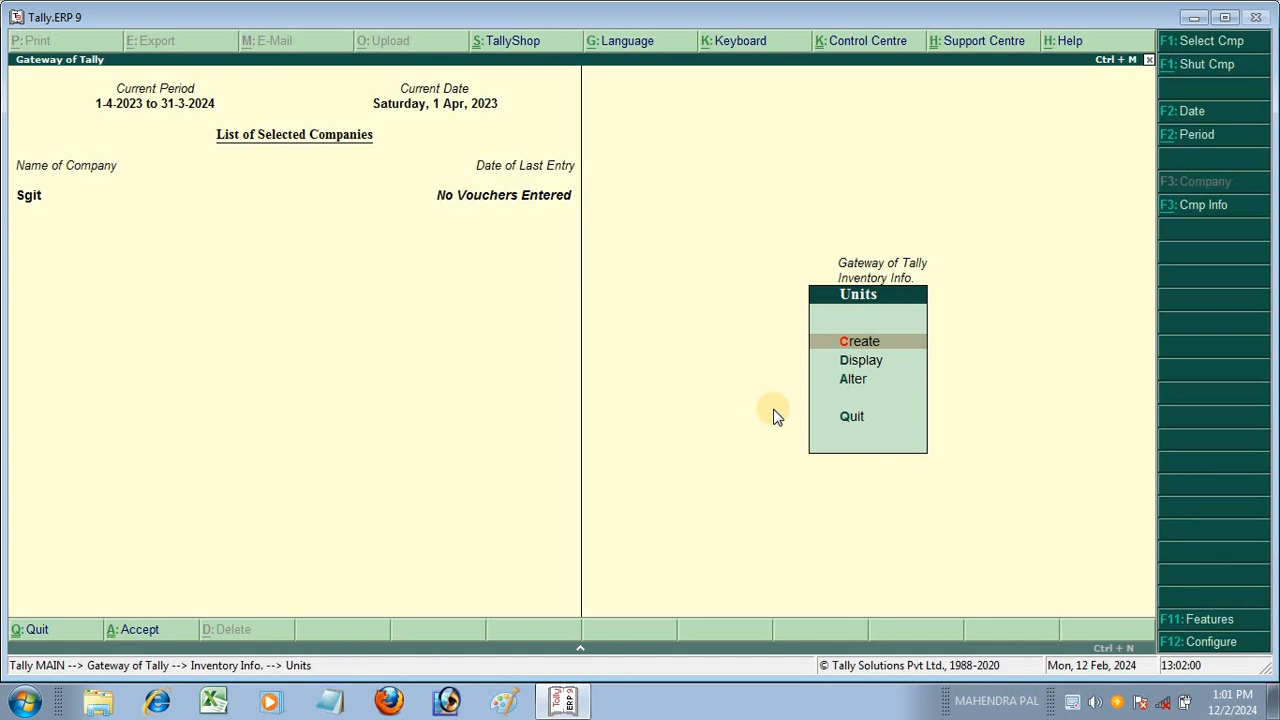 Tally.ERP 9
P: Print E: Export M: E-Mail O: Upload S: TallyShop G: Language K: Keyboard K: Control Centre H: Support Centre H: Help
F1: Select Cmp
Gateway of Tally Ctrl + M
F1: Shut Cmp
Current Period Current Date
1-4-2023 to 31-3-2024 Saturday, 1 Apr, 2023
F2: Date
List of Selected Companies
F2: Period
Name of Company Date of Last Entry
F3: Company
Sgit No Vouchers Entered
F3: Cmp Info
Gateway of Tally
Inventory Info.
Units
Create
Display
Alter
Quit
F11: Features
Q: Quit A: Accept D: Delete
F12: Configure
Ctrl + N
Tally MAIN --> Gateway of Tally --> Inventory Info. --> Units © Tally Solutions Pvt Ltd., 1988-2020 Mon, 12 Feb, 2024 13:02:00
ERP 9
MAHENDRA PAL
1:01 PM
12/2/2024